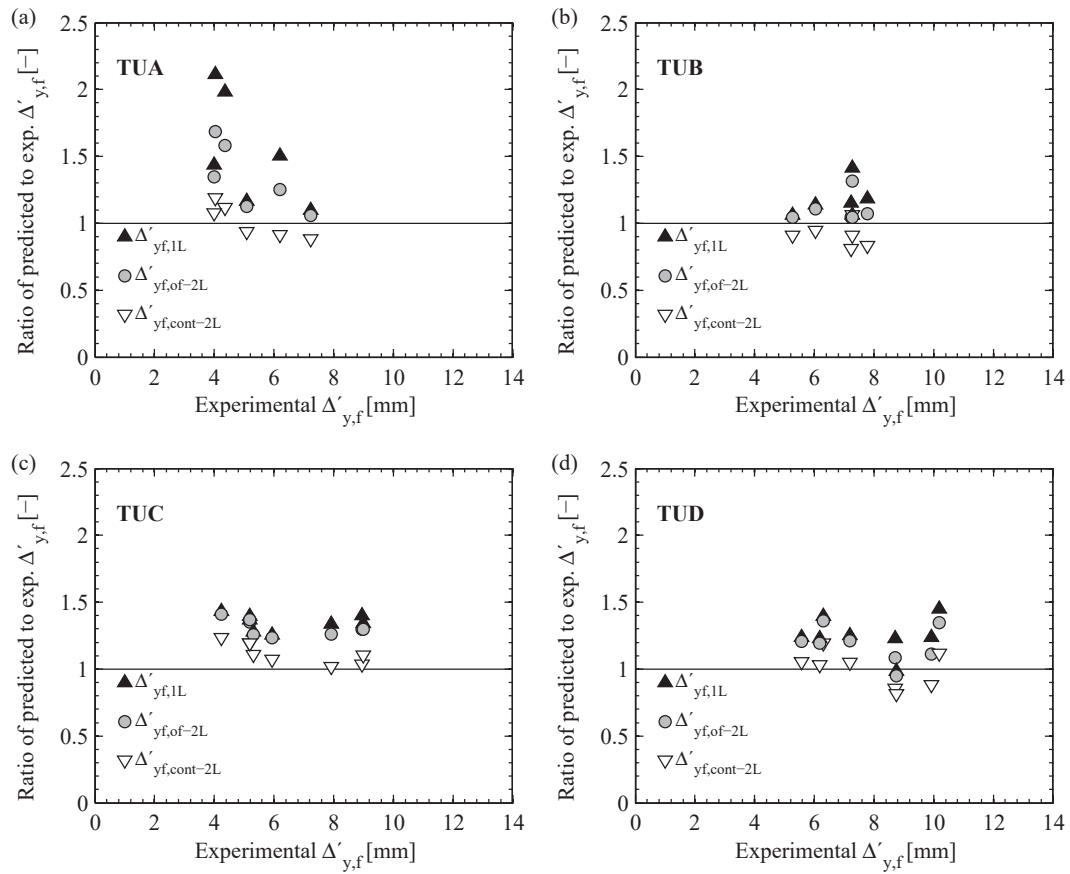 (a)
2.5
2
1.5
1
0.5
0
0 2 4 6 8 10 12 14
Ratio of predicted to exp. Δ′y,f [−]
Experimental Δ′y,f [mm]
TUA
Δ′yf,1L
Δ′yf,of−2L
Δ′yf,cont−2L
(b)
2.5
2
1.5
1
0.5
0
0 2 4 6 8 10 12 14
Ratio of predicted to exp. Δ′y,f [−]
Experimental Δ′y,f [mm]
TUB
Δ′yf,1L
Δ′yf,of−2L
Δ′yf,cont−2L
(c)
2.5
2
1.5
1
0.5
0
0 2 4 6 8 10 12 14
Ratio of predicted to exp. Δ′y,f [−]
Experimental Δ′y,f [mm]
TUC
Δ′yf,1L
Δ′yf,of−2L
Δ′yf,cont−2L
(d)
2.5
2
1.5
1
0.5
0
0 2 4 6 8 10 12 14
Ratio of predicted to exp. Δ′y,f [−]
Experimental Δ′y,f [mm]
TUD
Δ′yf,1L
Δ′yf,of−2L
Δ′yf,cont−2L